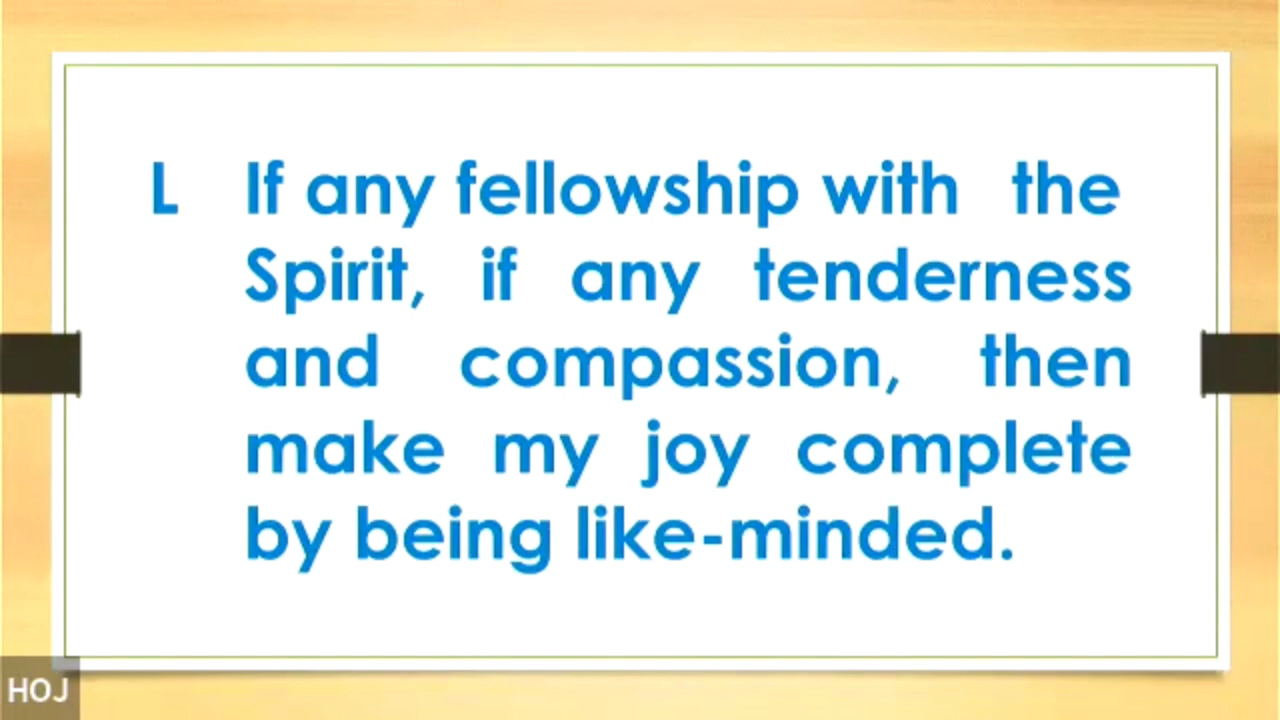 L If any fellowship with the
Spirit, if any tenderness
and compassion, then
make my joy complete
by being like-minded.
HOJ